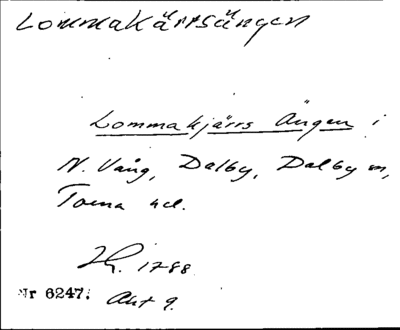 Lommakärrsängen
Lommakjärrs Ängen i
N. Vång, Dalby, Dalby sn,
Torna hd.
1788
Nr 6247. Akt 9.